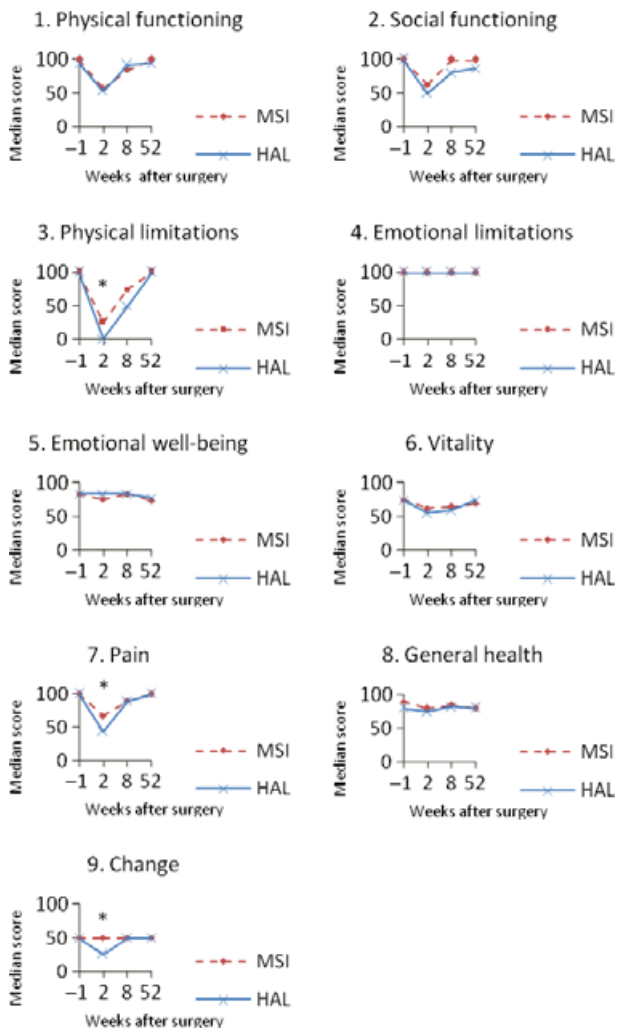 1. Physical functioning
Median score
100
50
0
–1 2 8 52
Weeks after surgery
MSI
HAL
2. Social functioning
Median score
100
50
0
–1 2 8 52
Weeks after surgery
MSI
HAL
3. Physical limitations
Median score
100
50
0
*
–1 2 8 52
Weeks after surgery
MSI
HAL
4. Emotional limitations
Median score
100
50
0
–1 2 8 52
Weeks after surgery
MSI
HAL
5. Emotional well-being
Median score
100
50
0
–1 2 8 52
Weeks after surgery
MSI
HAL
6. Vitality
Median score
100
50
0
–1 2 8 52
Weeks after surgery
MSI
HAL
7. Pain
Median score
100
50
0
*
–1 2 8 52
Weeks after surgery
MSI
HAL
8. General health
Median score
100
50
0
–1 2 8 52
Weeks after surgery
MSI
HAL
9. Change
Median score
100
50
0
*
–1 2 8 52
Weeks after surgery
MSI
HAL